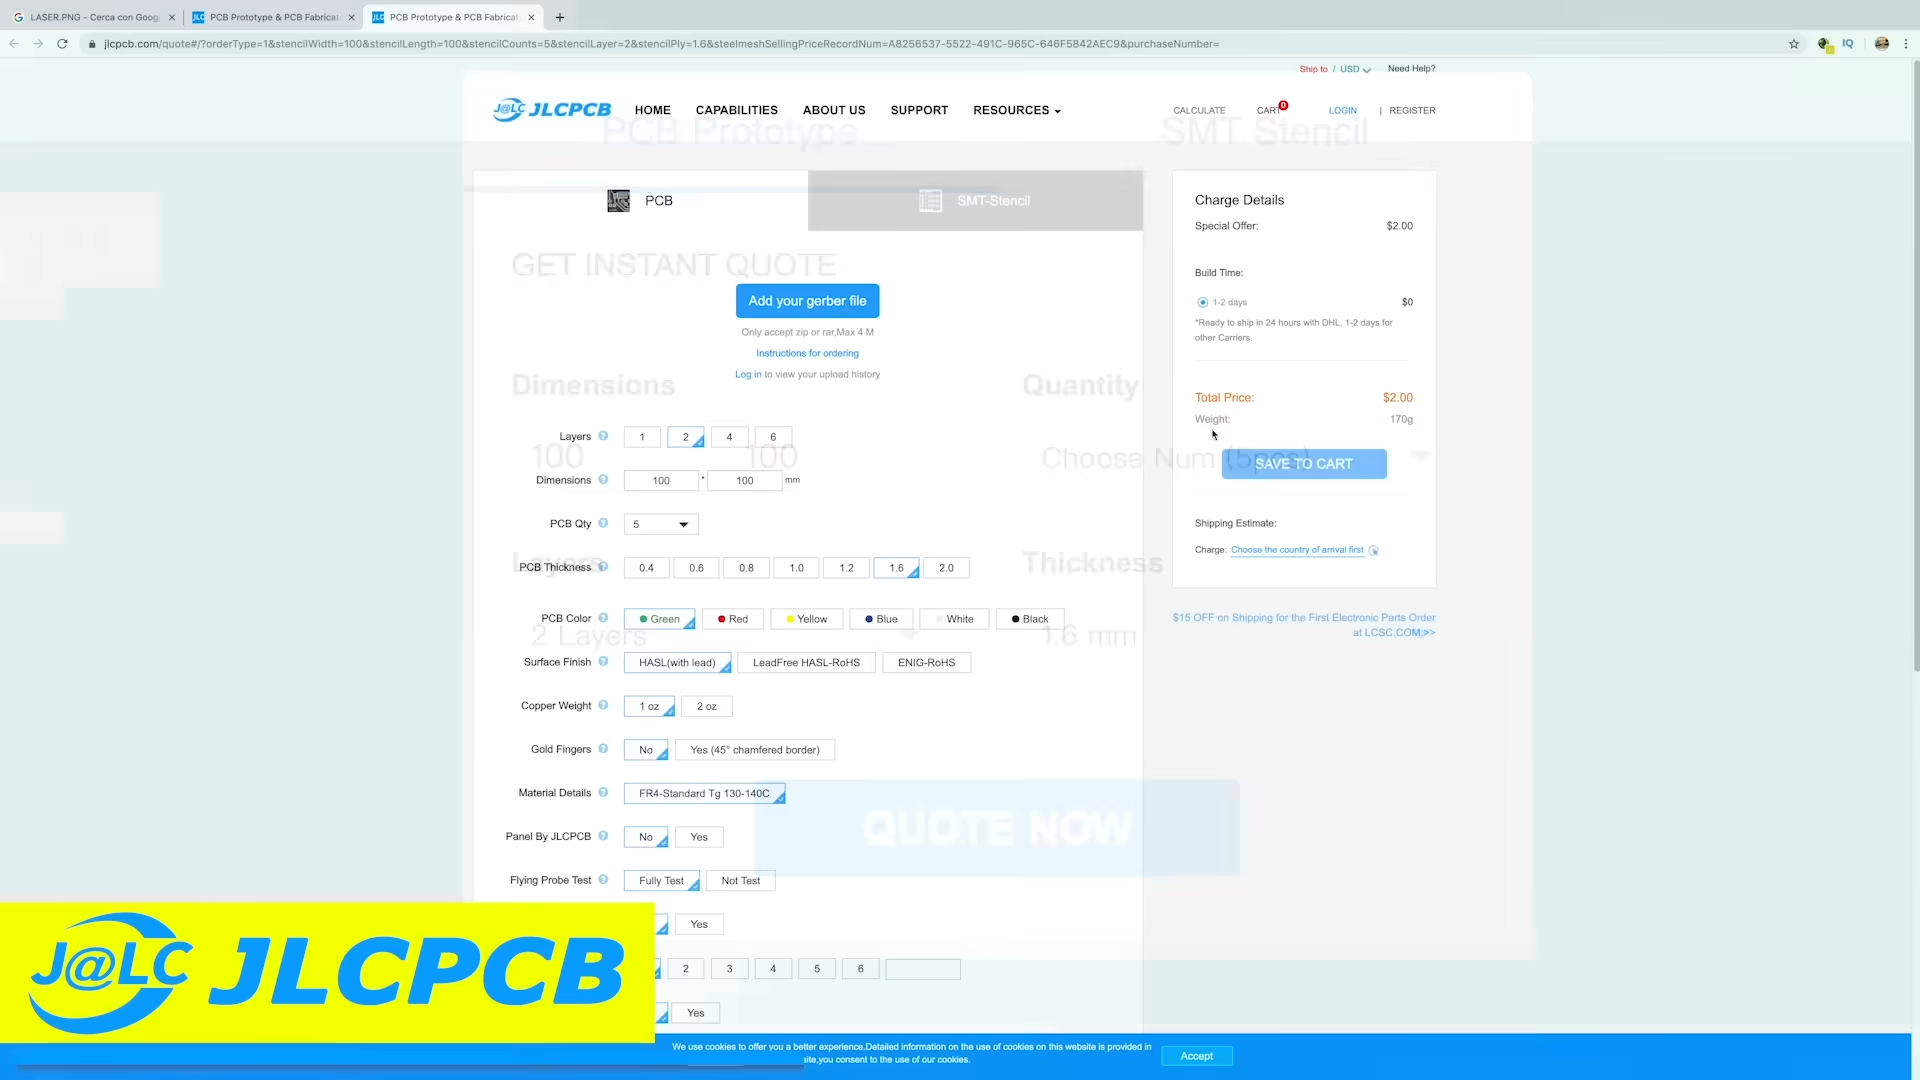 LASER.PNG - Cerca con Goog
PCB Prototype & PCB Fabricat
PCB Prototype & PCB Fabricat
jlcpcb.com/quote#/?orderType=1&stencilWidth=100&stencilLength=100&stencilCounts=5&stencilLayer=2&stencilPly=1.6&steelmeshSellingPriceRecordNum=A8256537-5522-491C-965C-646F5842AEC9&purchaseNumber=
IQ
Ship to / USD Need Help?
J@LC JLCPCB HOME CAPABILITIES ABOUT US SUPPORT RESOURCES CALCULATE CART 0 LOGIN | REGISTER
PCB Prototype SMT Stencil
PCB SMT-Stencil
GET INSTANT QUOTE
Add your gerber file
Only accept zip or rar,Max 4 M
Instructions for ordering
Log in to view your upload history
Dimensions Quantity
Layers ? 1 2 4 6
100 100 Choose Num (5pcs)
Dimensions ? 100 * 100 mm
PCB Qty ? 5
Layers Thickness
PCB Thickness ? 0.4 0.6 0.8 1.0 1.2 1.6 2.0
PCB Color ? Green Red Yellow Blue White Black
2 Layers 1.6 mm
Surface Finish ? HASL(with lead) LeadFree HASL-RoHS ENIG-RoHS
Copper Weight ? 1 oz 2 oz
Gold Fingers ? No Yes (45° chamfered border)
Material Details ? FR4-Standard Tg 130-140C
QUOTE NOW
Panel By JLCPCB ? No Yes
Flying Probe Test ? Fully Test Not Test
Yes
2 3 4 5 6
Yes
Charge Details
Special Offer: $2.00
Build Time:
1-2 days $0
*Ready to ship in 24 hours with DHL, 1-2 days for
other Carriers.
Total Price: $2.00
Weight: 170g
SAVE TO CART
Shipping Estimate:
Charge: Choose the country of arrival first
$15 OFF on Shipping for the First Electronic Parts Order
at LCSC.COM>>
J@LC JLCPCB
We use cookies to offer you a better experience.Detailed information on the use of cookies on this website is provided in
site,you consent to the use of our cookies.
Accept